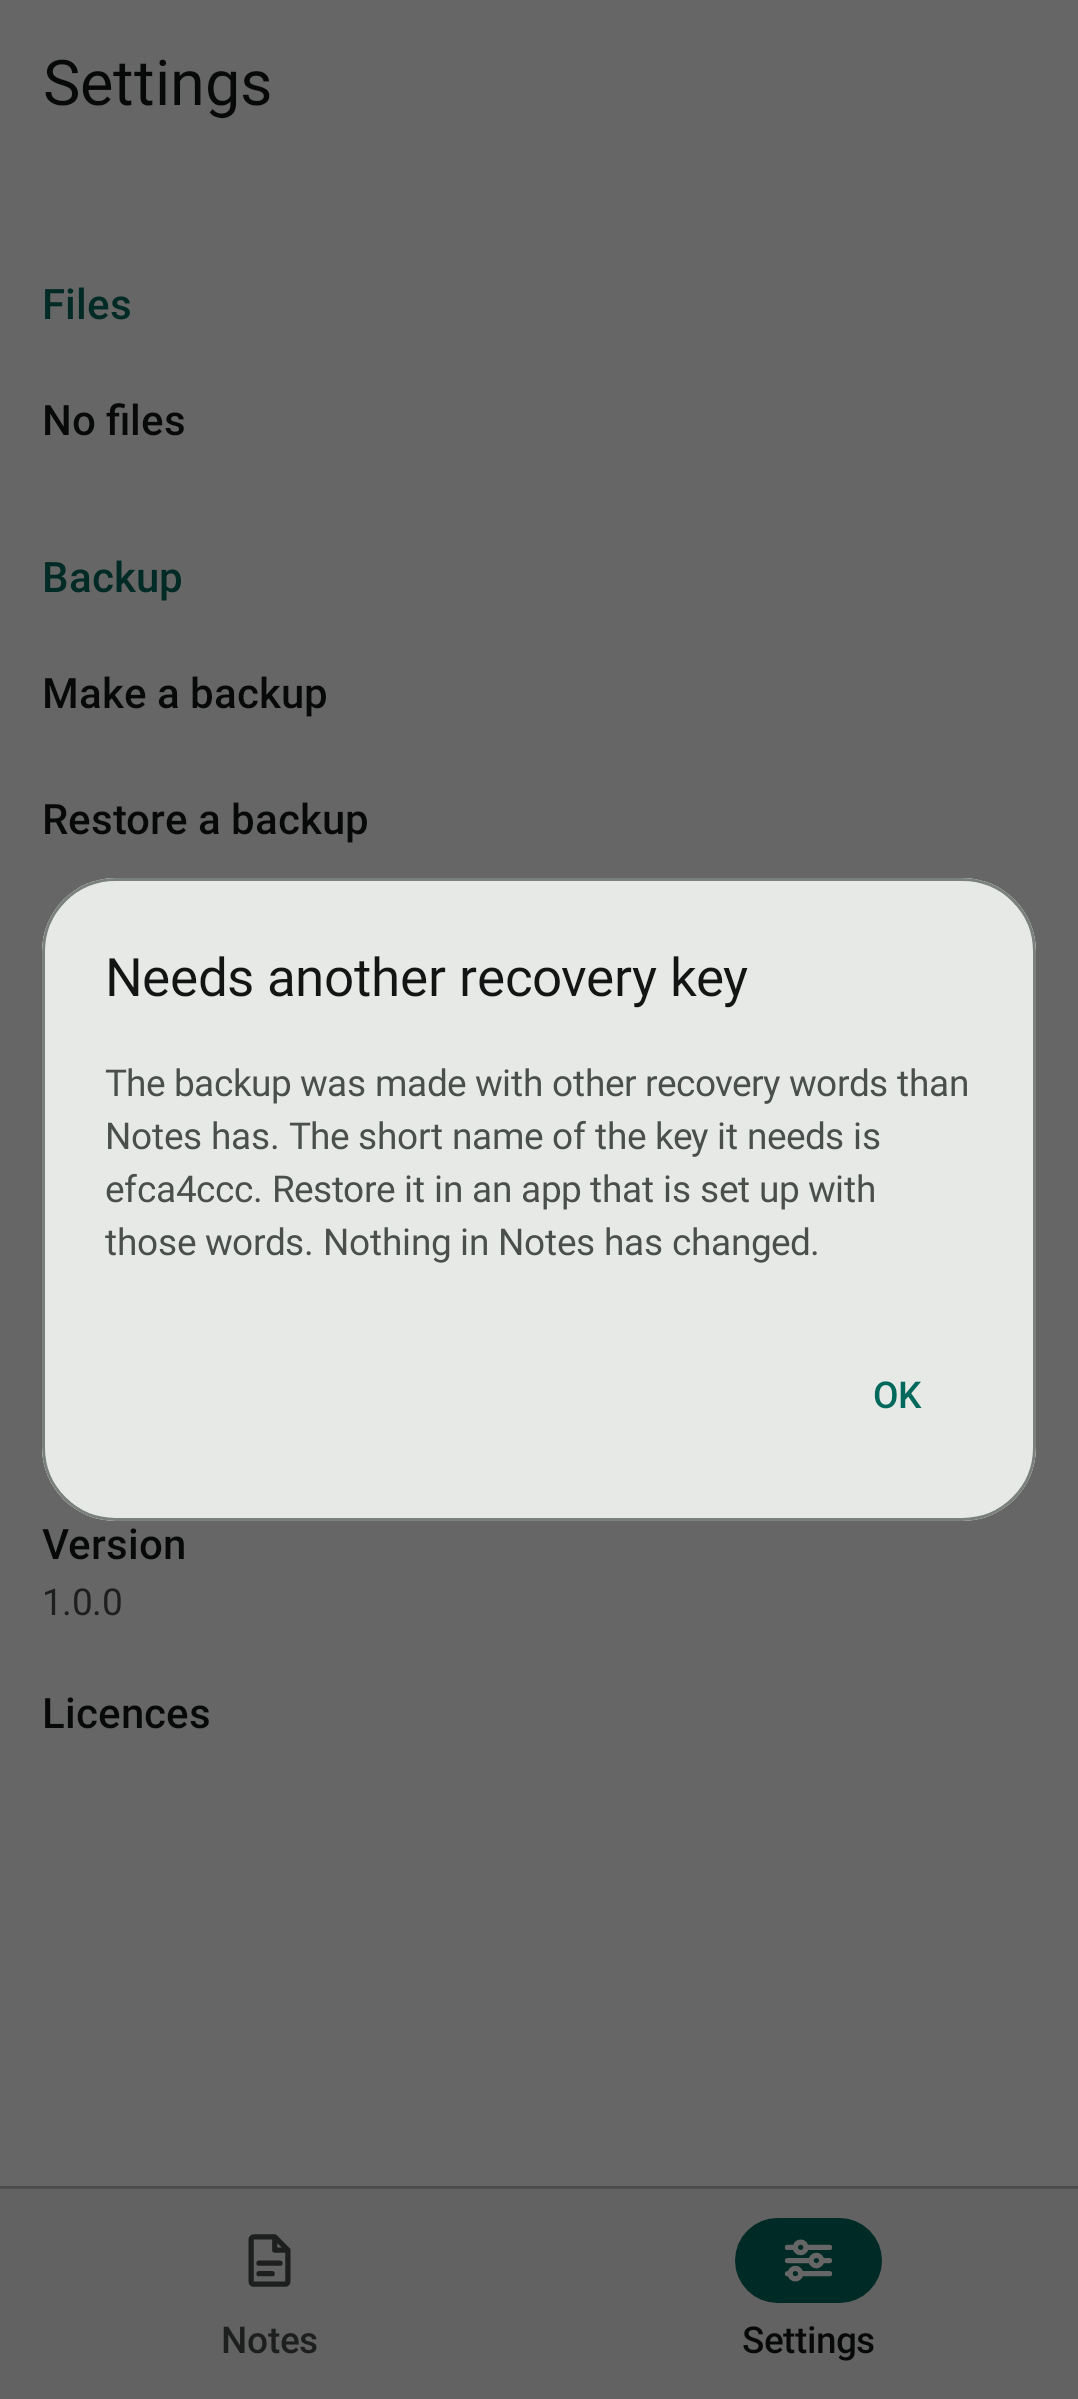 Settings
Files
No files
Backup
Make a backup
Restore a backup
Needs another recovery key
The backup was made with other recovery words than
Notes has. The short name of the key it needs is
efca4ccc. Restore it in an app that is set up with
those words. Nothing in Notes has changed.
OK
Version
1.0.0
Licences
Notes
Settings